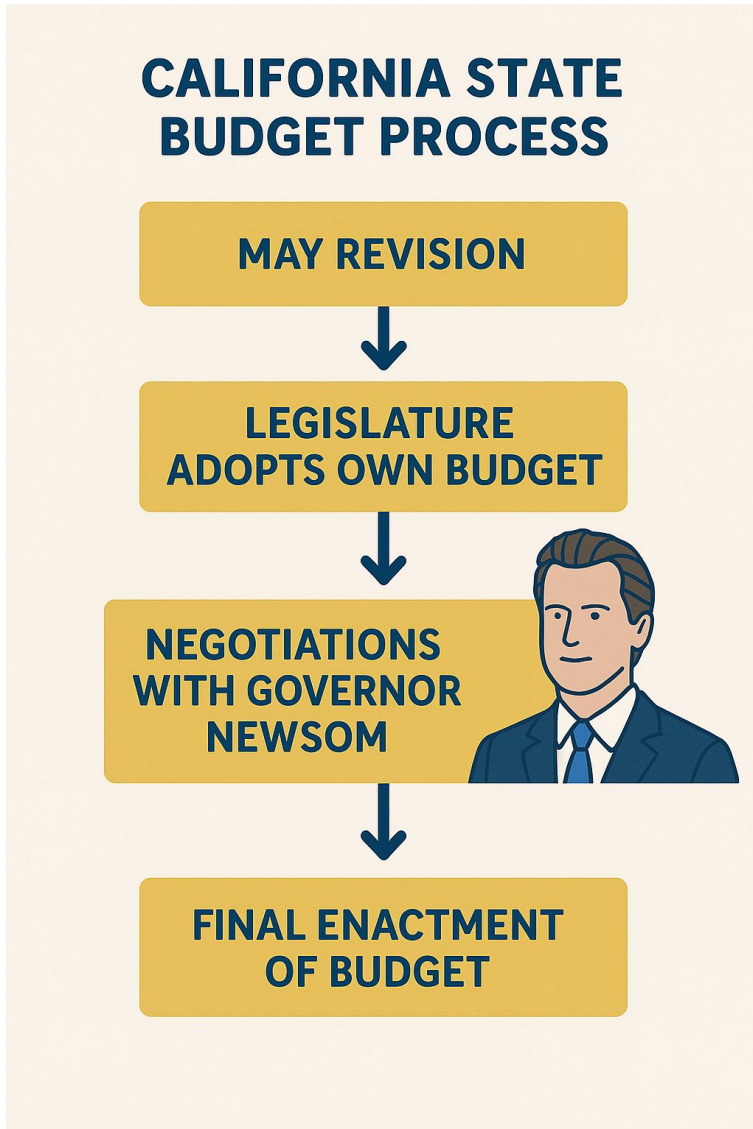 CALIFORNIA STATE
BUDGET PROCESS
MAY REVISION
LEGISLATURE
ADOPTS OWN BUDGET
NEGOTIATIONS
WITH GOVERNOR
NEWSOM
FINAL ENACTMENT
OF BUDGET